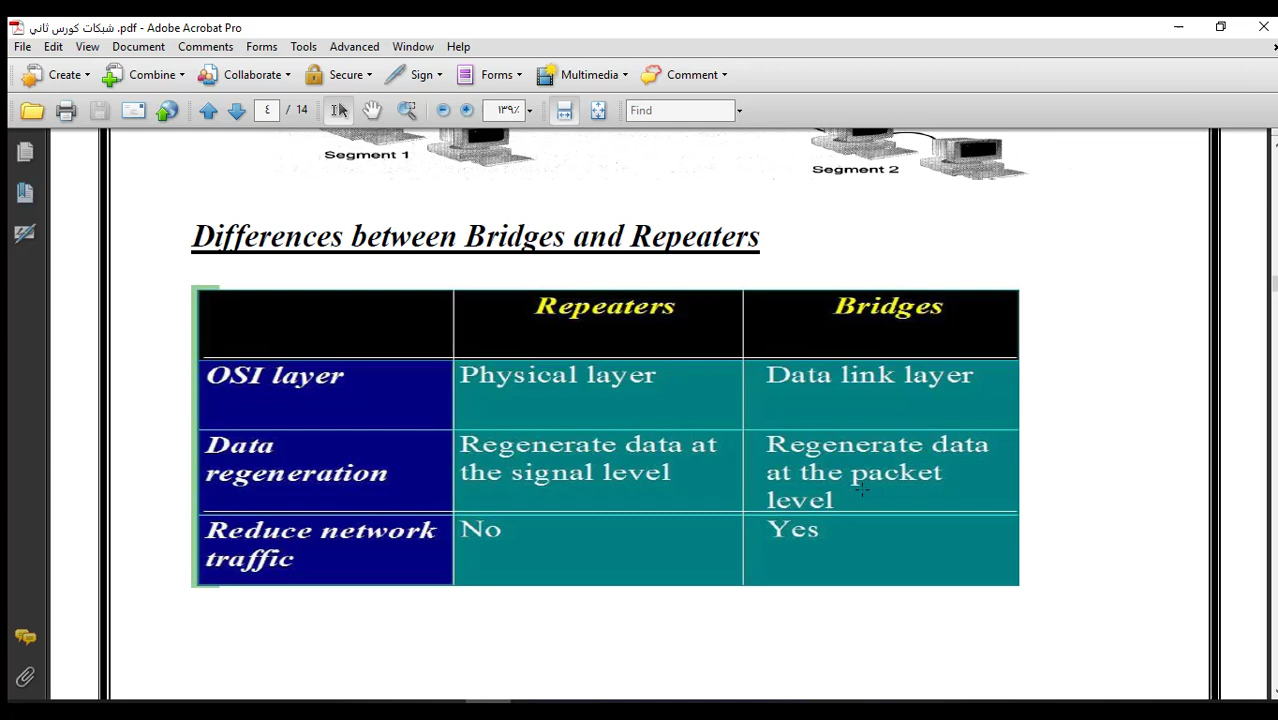 شبكات كورس ثاني .pdf - Adobe Acrobat Pro
File Edit View Document Comments Forms Tools Advanced Window Help
Create Combine Collaborate Secure Sign Forms Multimedia Comment
٤ / 14 ١٣٩٪ Find
Segment 1
Segment 2
Differences between Bridges and Repeaters
Repeaters Bridges
OSI layer Physical layer Data link layer
Data Regenerate data at Regenerate data
regeneration the signal level at the packet
level
Reduce network No Yes
traffic